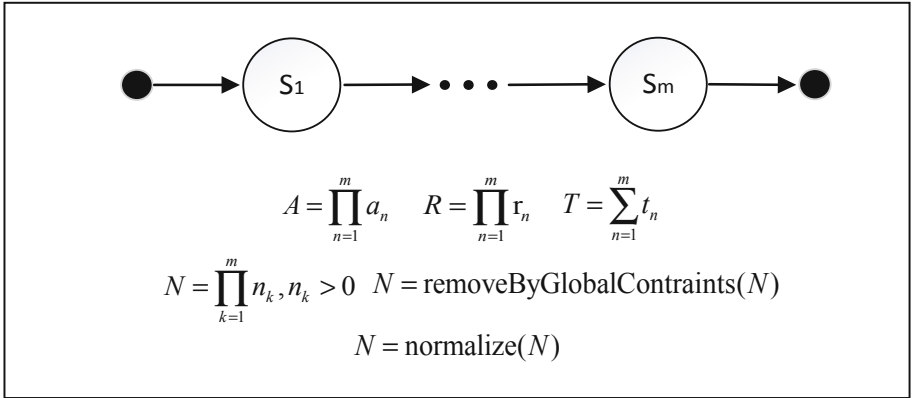 S1 • • • Sm
A = ∏_{n=1}^{m} a_n R = ∏_{n=1}^{m} r_n T = ∑_{n=1}^{m} t_n
N = ∏_{k=1}^{m} n_k, n_k > 0 N = removeByGlobalContraints(N)
N = normalize(N)